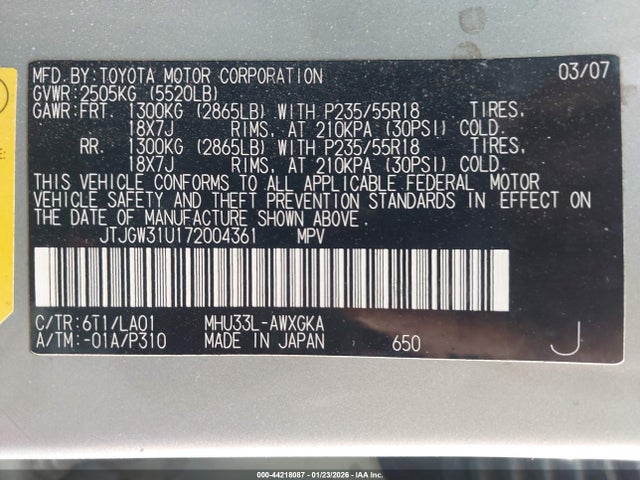 MFD. BY: TOYOTA MOTOR CORPORATION 03/07
GVWR: 2505KG (5520LB)
GAWR: FRT. 1300KG (2865LB) WITH P235/55R18 TIRES,
18X7J RIMS, AT 210KPA (30PSI) COLD.
RR. 1300KG (2865LB) WITH P235/55R18 TIRES,
18X7J RIMS, AT 210KPA (30PSI) COLD.
THIS VEHICLE CONFORMS TO ALL APPLICABLE FEDERAL MOTOR
VEHICLE SAFETY AND THEFT PREVENTION STANDARDS IN EFFECT ON
THE DATE OF MANUFACTURE SHOWN ABOVE.
JTJGW31U172004361 MPV
C/TR: 6T1/LA01 MHU33L-AWXGKA
A/TM: -01A/P310 MADE IN JAPAN 650 J
E:
000-44218087 - 01/23/2026 - IAA Inc.